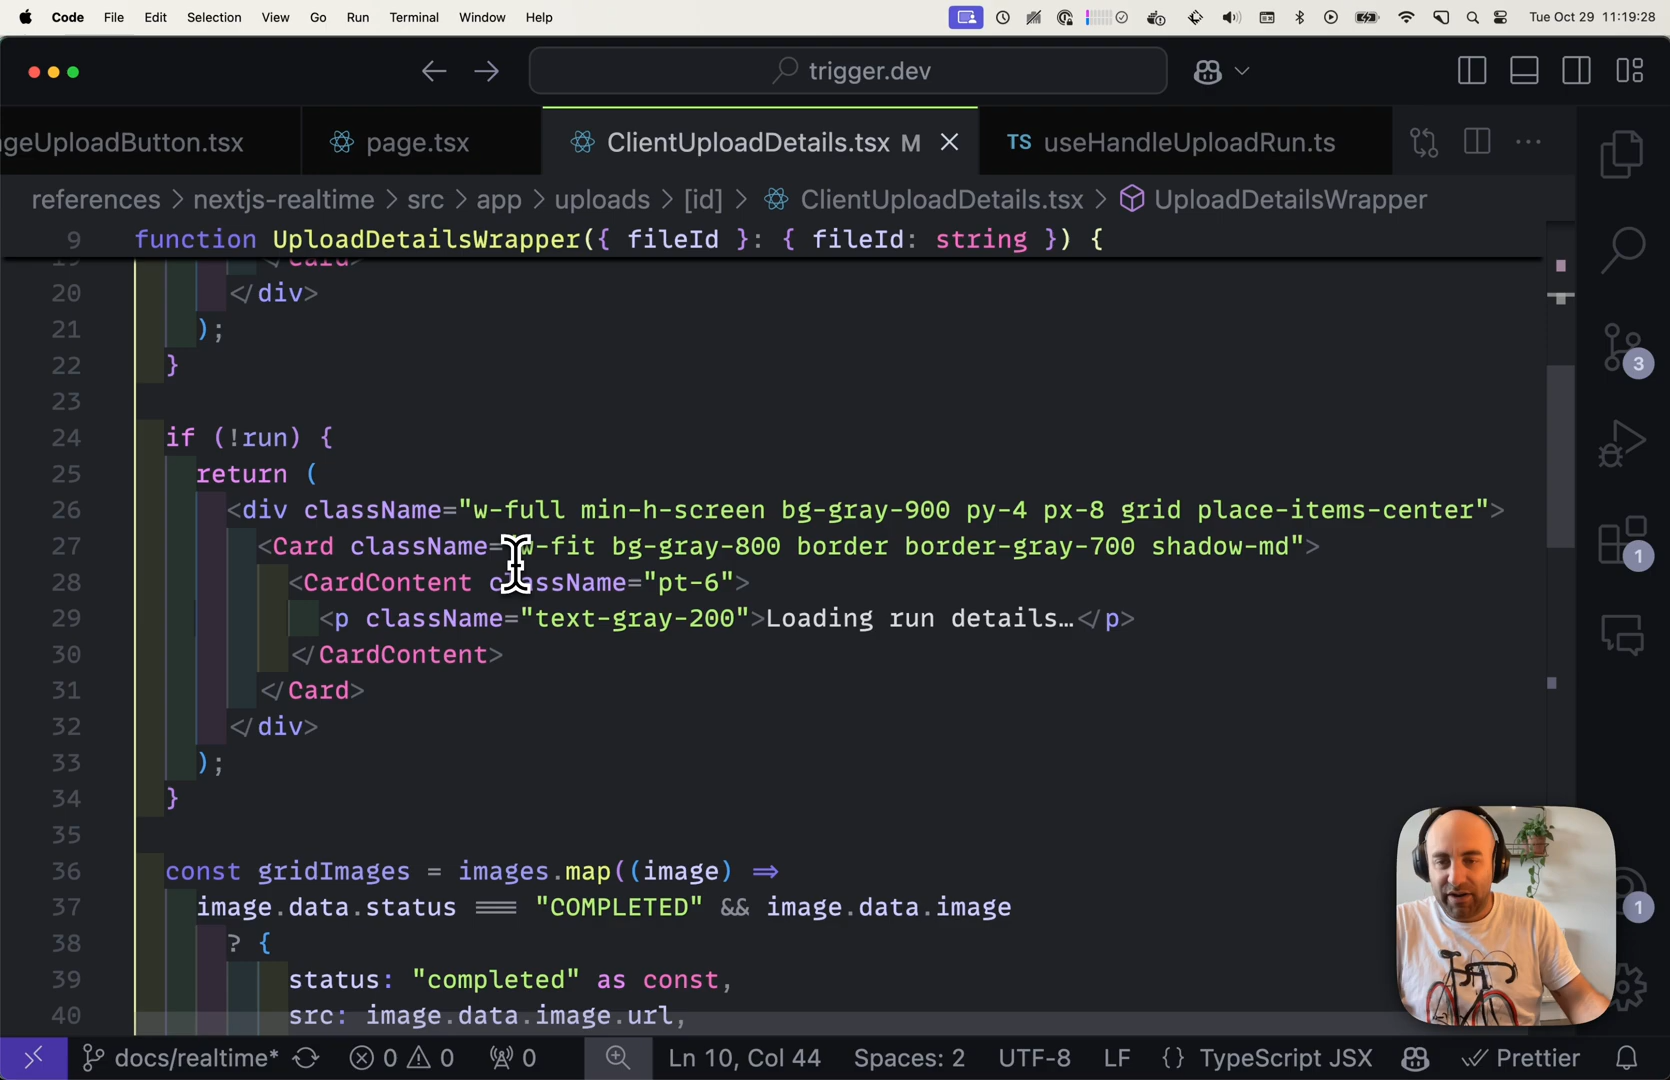 Code File Edit Selection View Go Run Terminal Window Help Tue Oct 29 11:19:28
trigger.dev
geUploadButton.tsx page.tsx ClientUploadDetails.tsx M TS useHandleUploadRun.ts
references > nextjs-realtime > src > app > uploads > [id] > ClientUploadDetails.tsx > UploadDetailsWrapper
9 function UploadDetailsWrapper({ fileId }: { fileId: string }) {
19 </Card>
20 </div>
21 );
22 }
23
24 if (!run) {
25 return (
26 <div className="w-full min-h-screen bg-gray-900 py-4 px-8 grid place-items-center">
27 <Card className="w-fit bg-gray-800 border border-gray-700 shadow-md">
28 <CardContent className="pt-6">
29 <p className="text-gray-200">Loading run details…</p>
30 </CardContent>
31 </Card>
32 </div>
33 );
34 }
35
36 const gridImages = images.map((image) =>
37 image.data.status === "COMPLETED" && image.data.image
38 ? {
39 status: "completed" as const,
40 src: image.data.image.url,
3
1
1
docs/realtime* 0 0 0 Ln 10, Col 44 Spaces: 2 UTF-8 LF {} TypeScript JSX Prettier